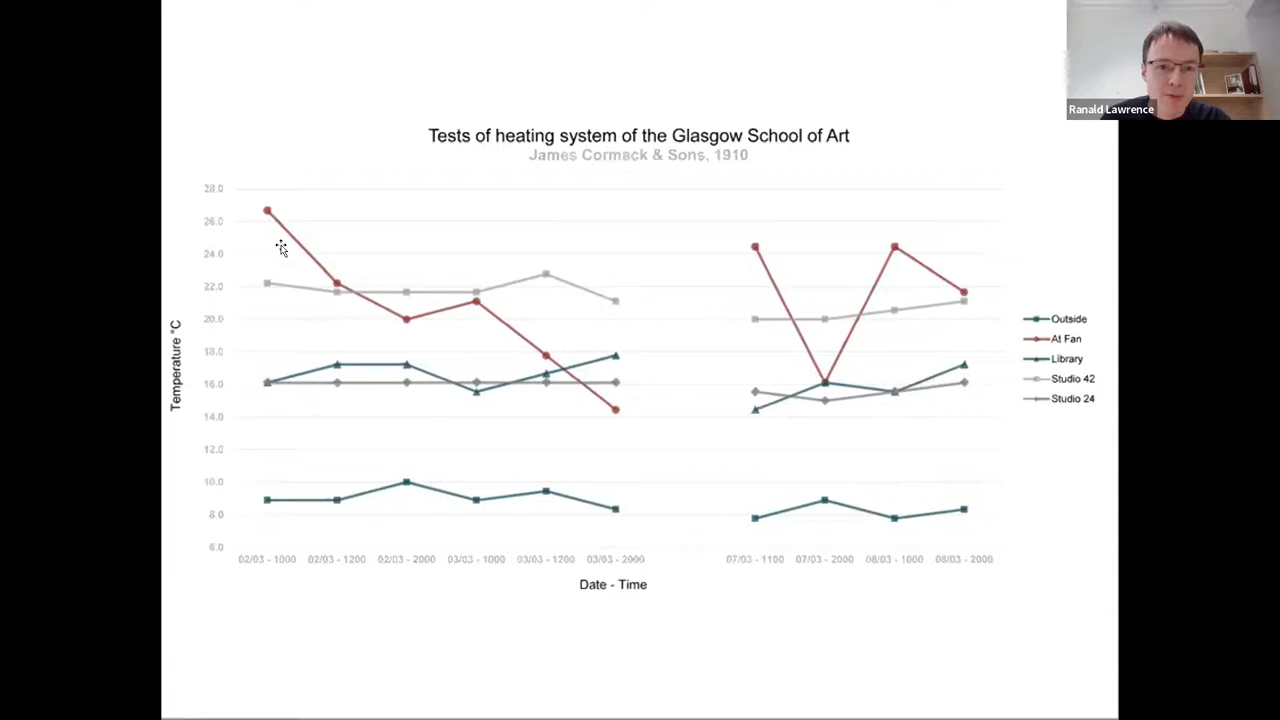 Ranald Lawrence
Tests of heating system of the Glasgow School of Art
James Cormack & Sons, 1910
28.0
26.0
24.0
22.0
20.0
18.0
16.0
14.0
12.0
10.0
8.0
6.0
Temperature °C
02/03 - 1000 02/03 - 1200 02/03 - 2000 03/03 - 1000 03/03 - 1200 03/03 - 2000 07/03 - 1100 07/03 - 2000 08/03 - 1000 08/03 - 2000
Date - Time
Outside
At Fan
Library
Studio 42
Studio 24